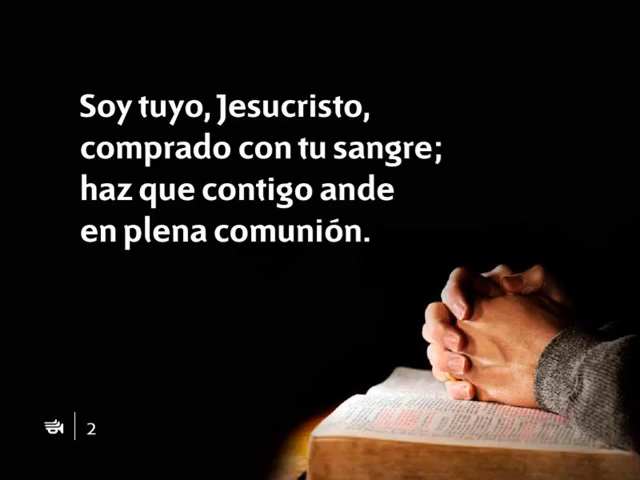 Soy tuyo, Jesucristo,
comprado con tu sangre;
haz que contigo ande
en plena comunión.
2